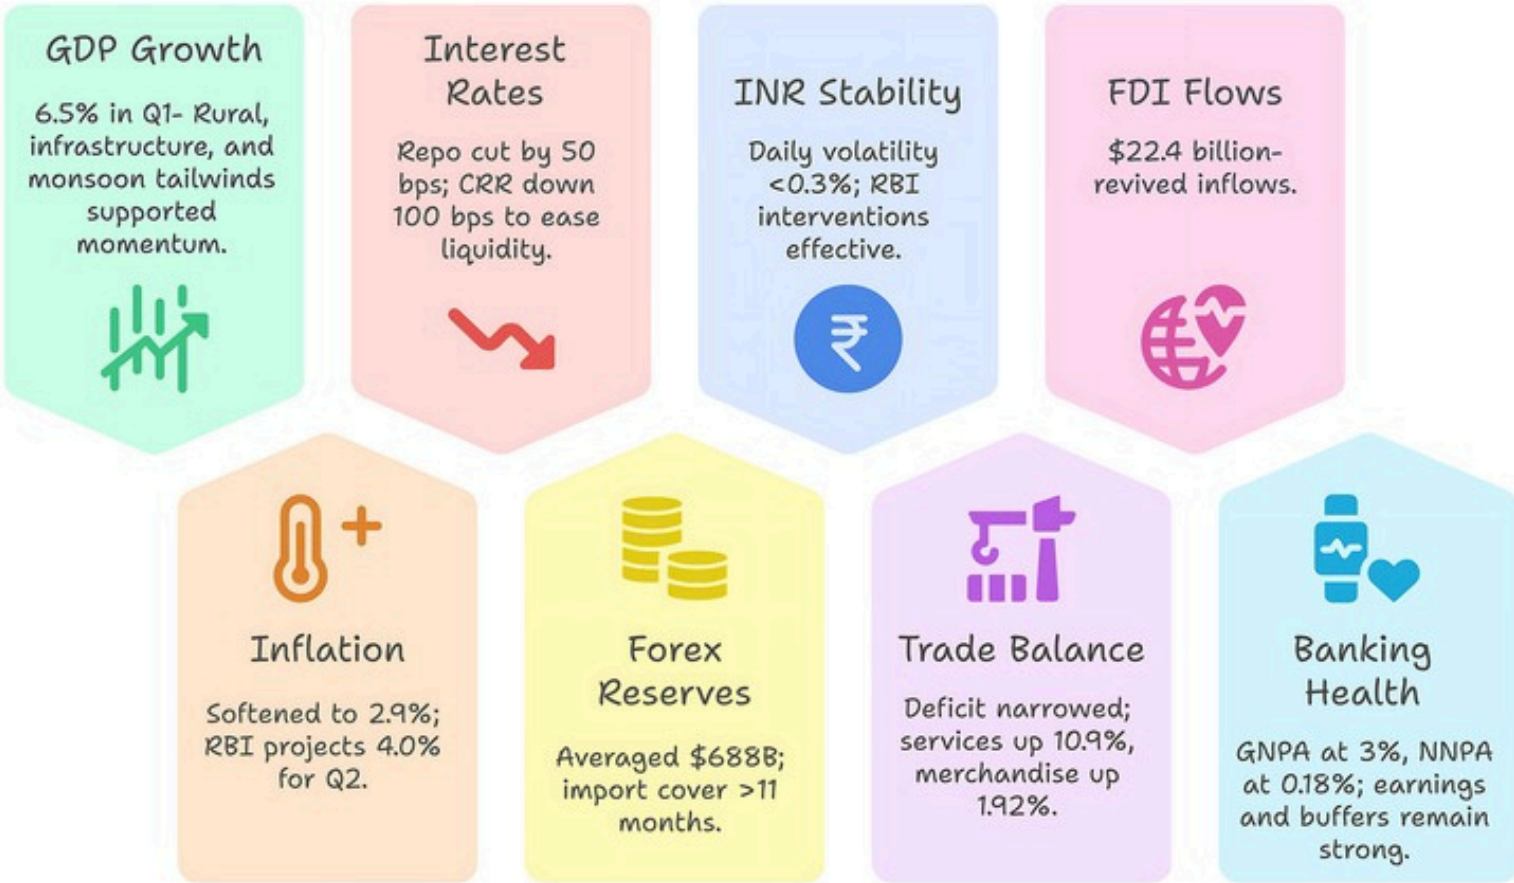 GDP Growth
6.5% in Q1- Rural,
infrastructure, and
monsoon tailwinds
supported
momentum.
Interest
Rates
Repo cut by 50
bps; CRR down
100 bps to ease
liquidity.
INR Stability
Daily volatility
<0.3%; RBI
interventions
effective.
₹
FDI Flows
$22.4 billion-
revived inflows.
Inflation
Softened to 2.9%;
RBI projects 4.0%
for Q2.
Forex
Reserves
Averaged $688B;
import cover >11
months.
Trade Balance
Deficit narrowed;
services up 10.9%,
merchandise up
1.92%.
Banking
Health
GNPA at 3%, NNPA
at 0.18%; earnings
and buffers remain
strong.